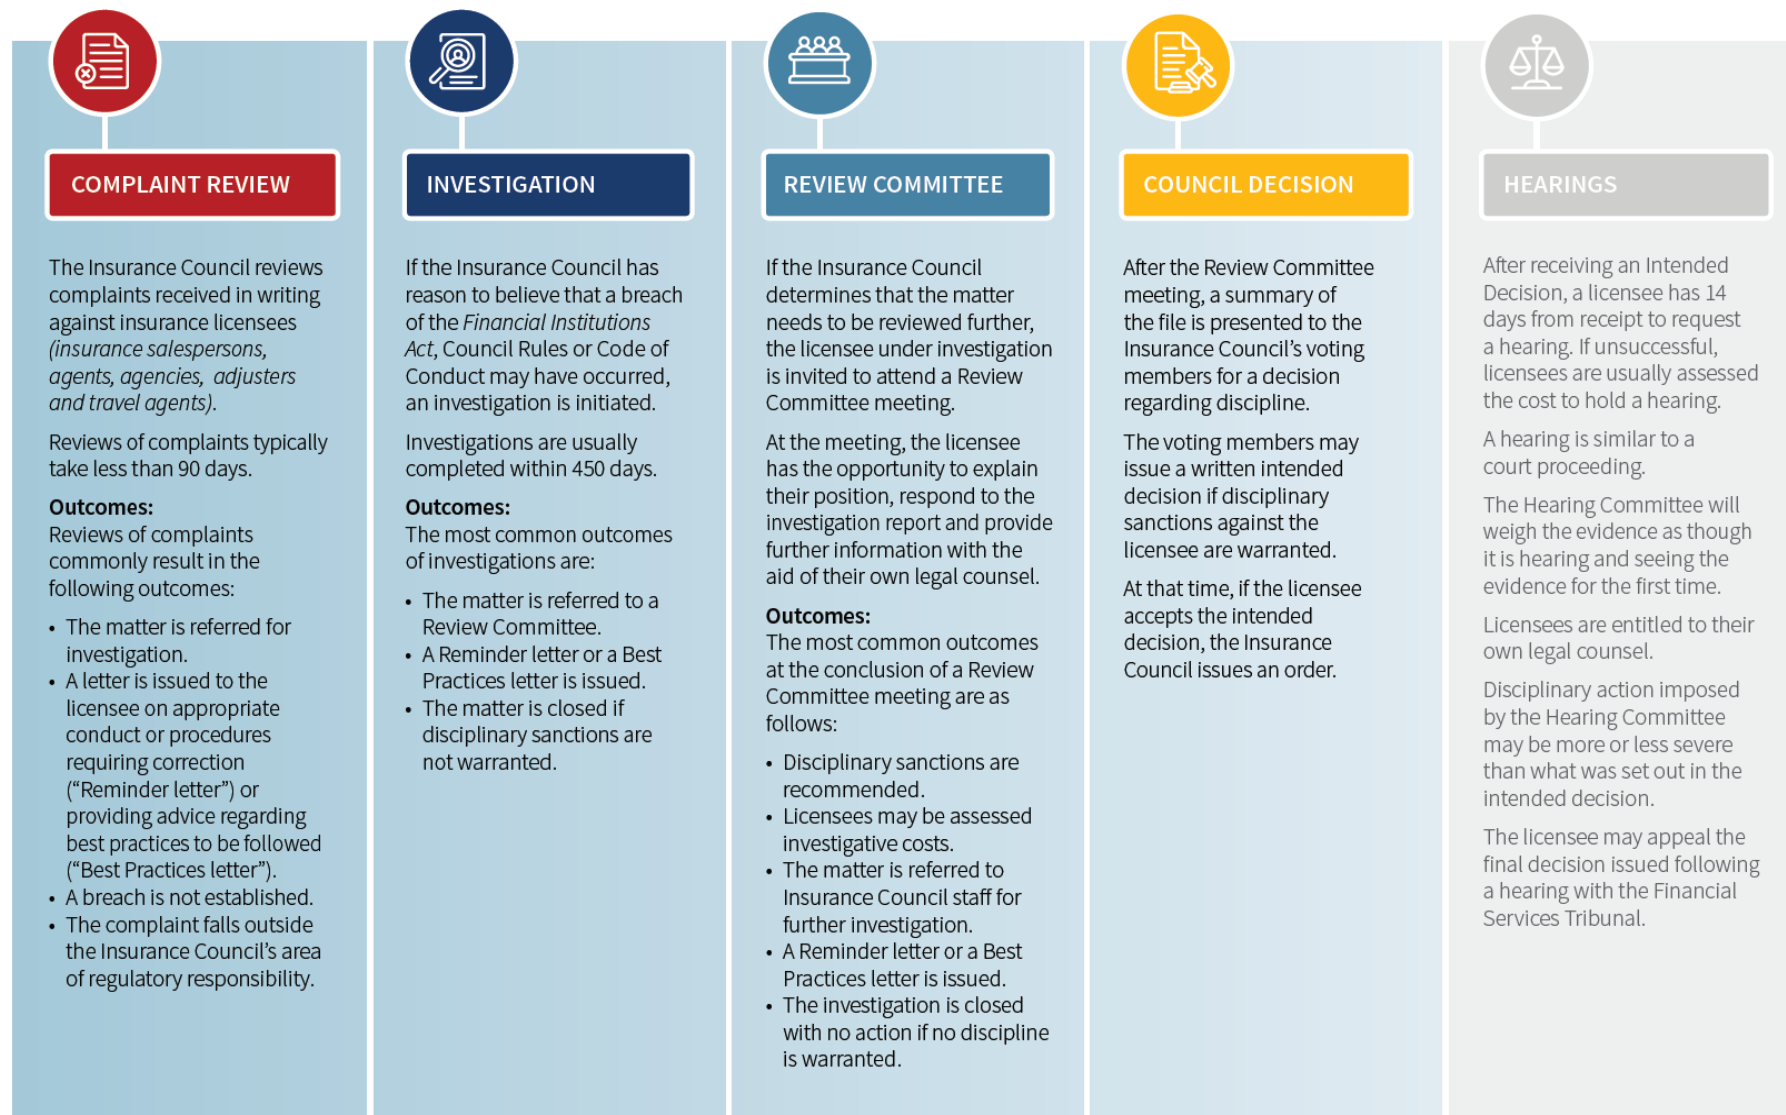 COMPLAINT REVIEW
The Insurance Council reviews
complaints received in writing
against insurance licensees
(insurance salespersons,
agents, agencies, adjusters
and travel agents).
Reviews of complaints typically
take less than 90 days.
Outcomes:
Reviews of complaints
commonly result in the
following outcomes:
• The matter is referred for
investigation.
• A letter is issued to the
licensee on appropriate
conduct or procedures
requiring correction
(“Reminder letter”) or
providing advice regarding
best practices to be followed
(“Best Practices letter”).
• A breach is not established.
• The complaint falls outside
the Insurance Council’s area
of regulatory responsibility.
INVESTIGATION
If the Insurance Council has
reason to believe that a breach
of the Financial Institutions
Act, Council Rules or Code of
Conduct may have occurred,
an investigation is initiated.
Investigations are usually
completed within 450 days.
Outcomes:
The most common outcomes
of investigations are:
• The matter is referred to a
Review Committee.
• A Reminder letter or a Best
Practices letter is issued.
• The matter is closed if
disciplinary sanctions are
not warranted.
REVIEW COMMITTEE
If the Insurance Council
determines that the matter
needs to be reviewed further,
the licensee under investigation
is invited to attend a Review
Committee meeting.
At the meeting, the licensee
has the opportunity to explain
their position, respond to the
investigation report and provide
further information with the
aid of their own legal counsel.
Outcomes:
The most common outcomes
at the conclusion of a Review
Committee meeting are as
follows:
• Disciplinary sanctions are
recommended.
• Licensees may be assessed
investigative costs.
• The matter is referred to
Insurance Council staff for
further investigation.
• A Reminder letter or a Best
Practices letter is issued.
• The investigation is closed
with no action if no discipline
is warranted.
COUNCIL DECISION
After the Review Committee
meeting, a summary of
the file is presented to the
Insurance Council’s voting
members for a decision
regarding discipline.
The voting members may
issue a written intended
decision if disciplinary
sanctions against the
licensee are warranted.
At that time, if the licensee
accepts the intended
decision, the Insurance
Council issues an order.
HEARINGS
After receiving an Intended
Decision, a licensee has 14
days from receipt to request
a hearing. If unsuccessful,
licensees are usually assessed
the cost to hold a hearing.
A hearing is similar to a
court proceeding.
The Hearing Committee will
weigh the evidence as though
it is hearing and seeing the
evidence for the first time.
Licensees are entitled to their
own legal counsel.
Disciplinary action imposed
by the Hearing Committee
may be more or less severe
than what was set out in the
intended decision.
The licensee may appeal the
final decision issued following
a hearing with the Financial
Services Tribunal.